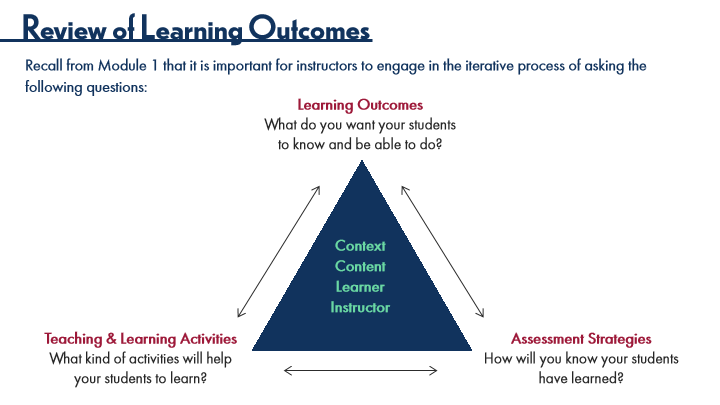 Review of Learning Outcomes
Recall from Module 1 that it is important for instructors to engage in the iterative process of asking the
following questions:
Learning Outcomes
What do you want your students
to know and be able to do?
Context
Content
Learner
Instructor
Teaching & Learning Activities
What kind of activities will help
your students to learn?
Assessment Strategies
How will you know your students
have learned?